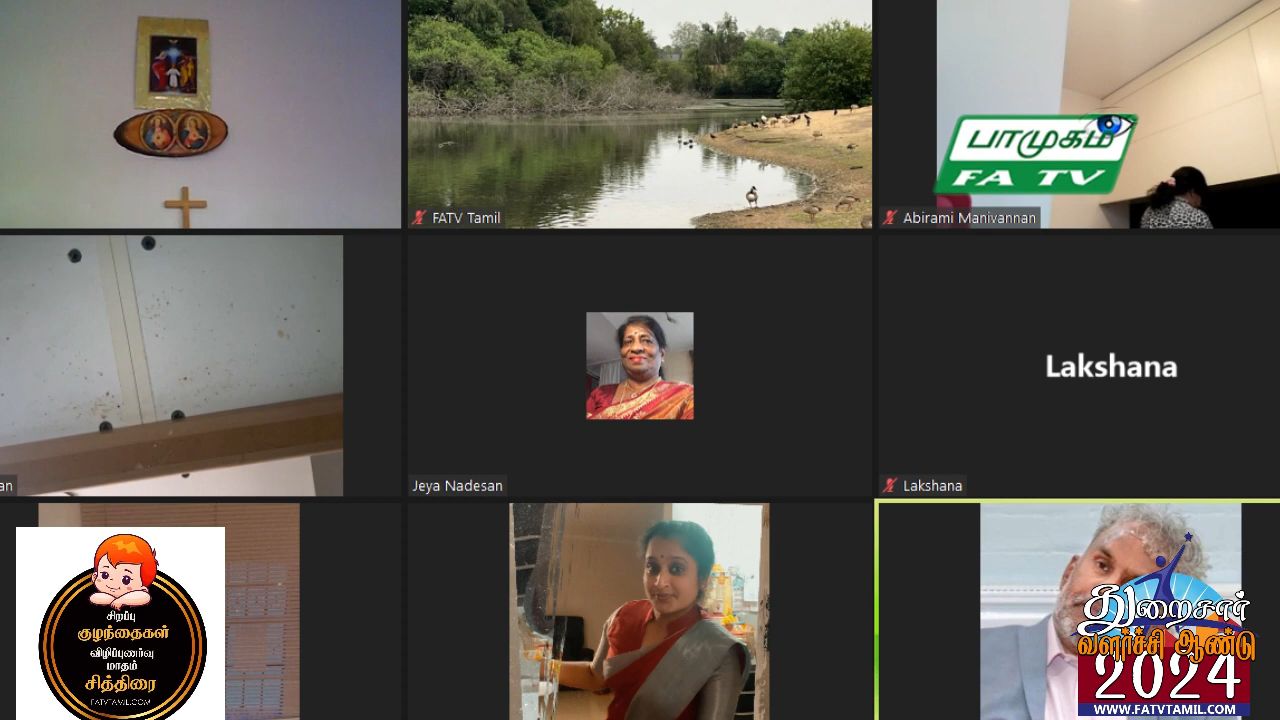 FATV Tamil
பாமுகம்
FA TV
Abirami Manivannan
an
Jeya Nadesan
Lakshana
Lakshana
சிறப்பு
குழந்தைகள்
விழிப்புணர்வு
மாதம்
சித்திரை
FATVTAMIL.COM
துறைசார்
வளர்ச்சி ஆண்டு
2024
WWW.FATVTAMIL.COM